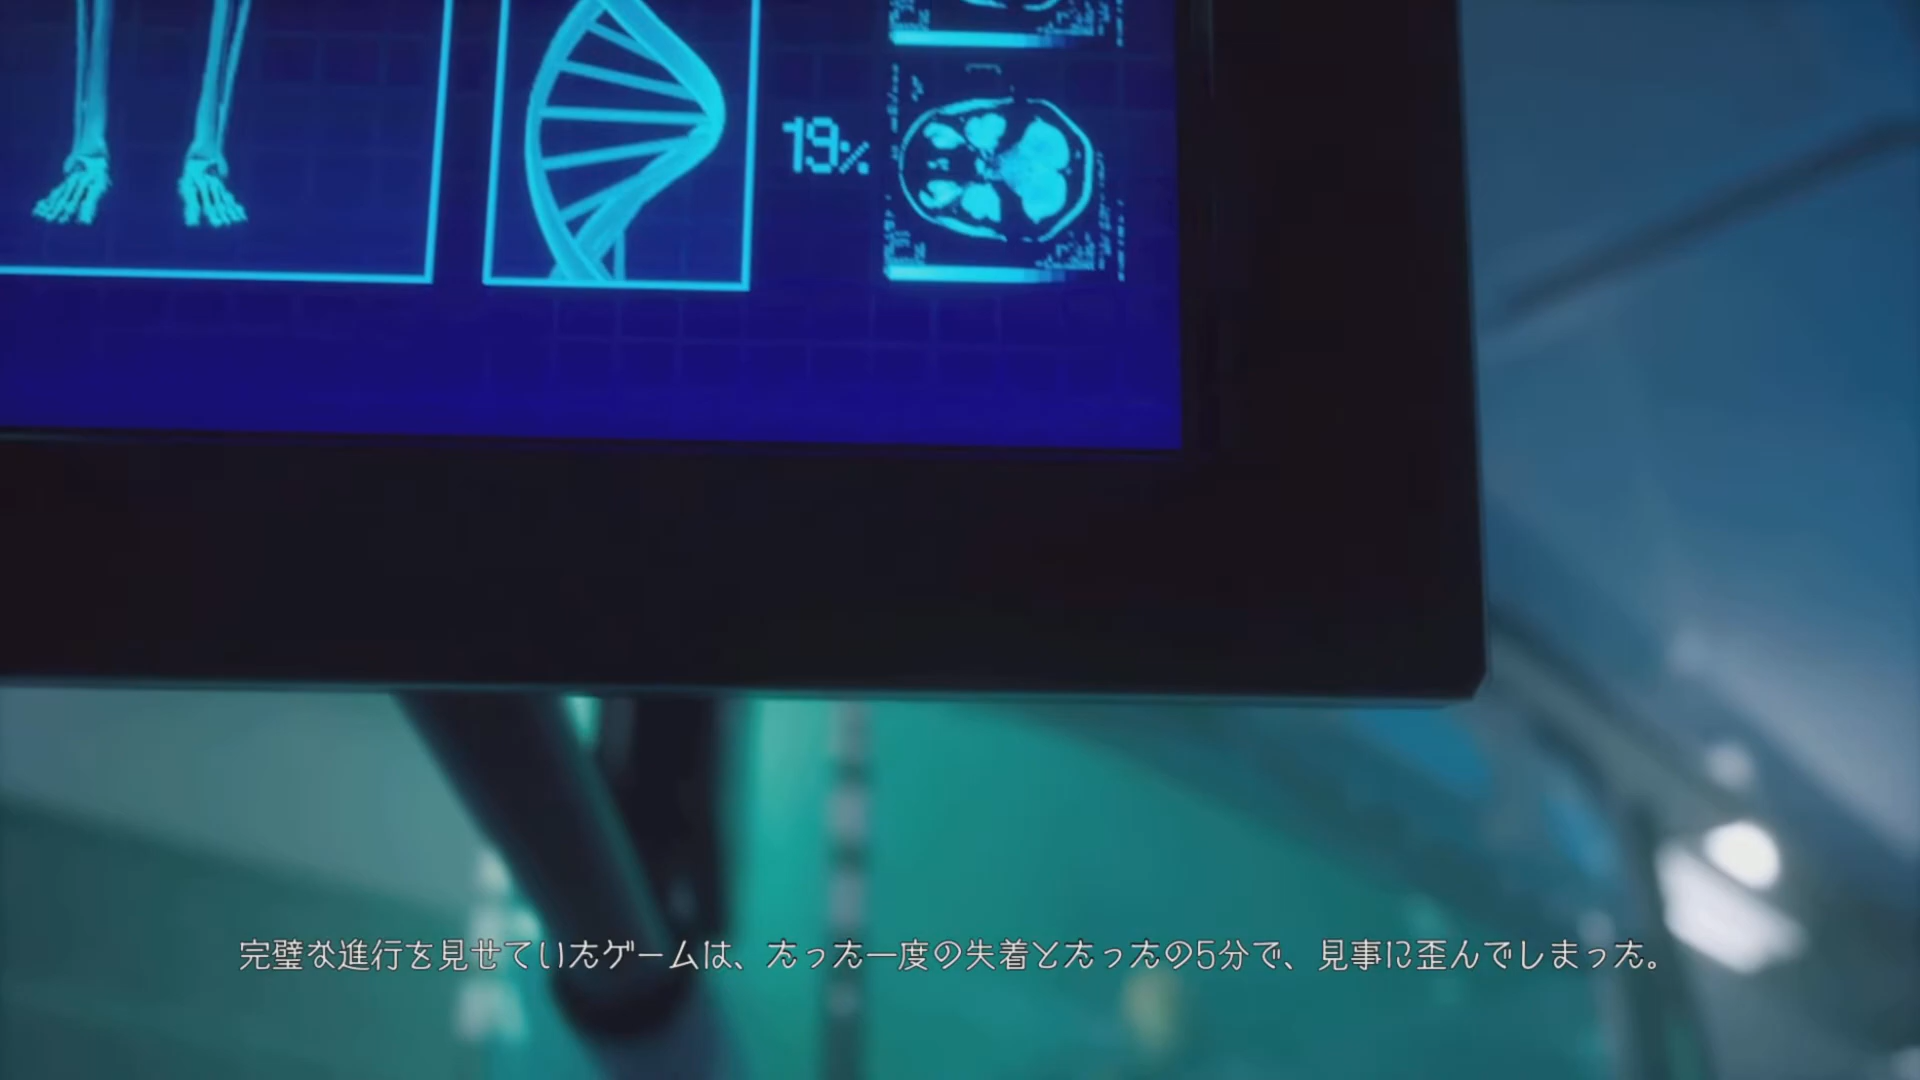 19%
完璧な進行を見せていたゲームは、たった一度の失着とたったの5分で、見事に歪んでしまった。